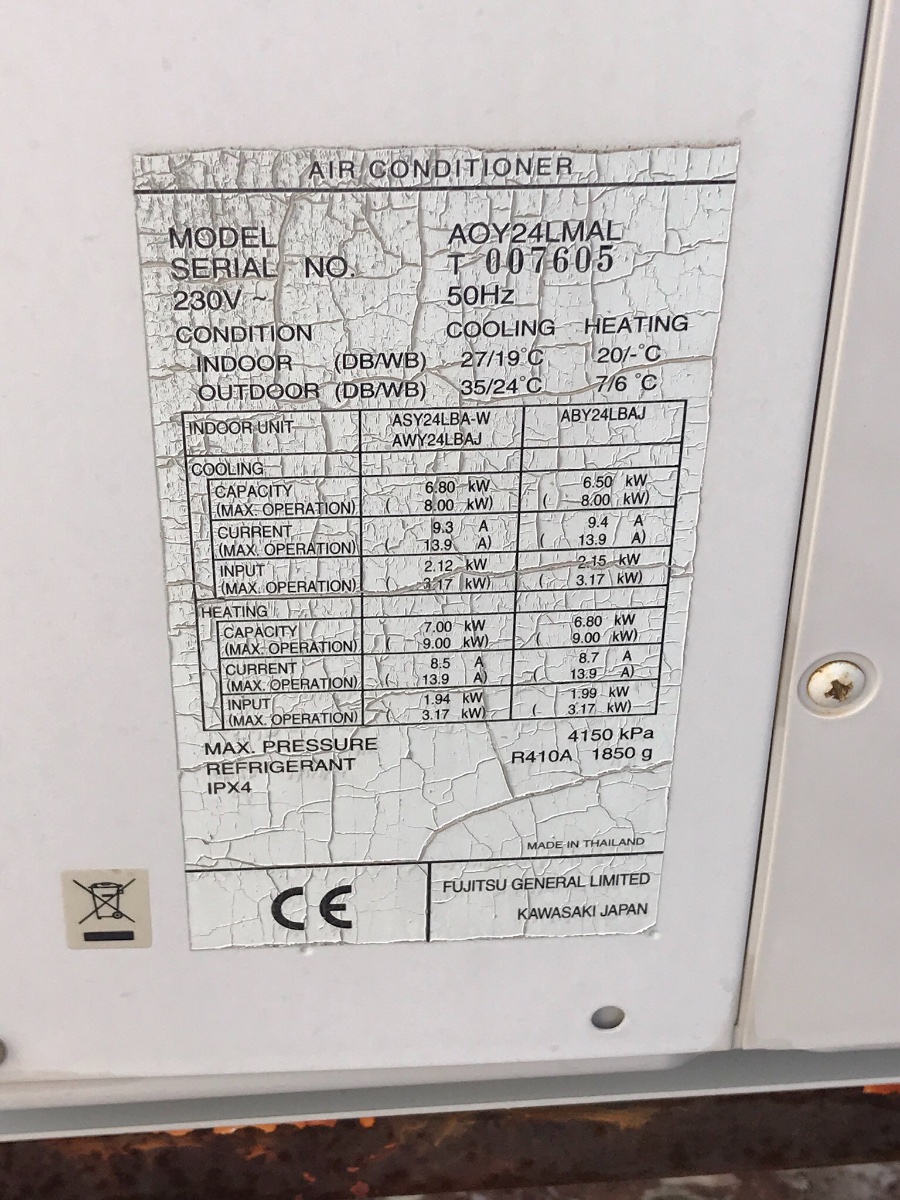 AIR CONDITIONER
MODEL AOY24LMAL
SERIAL NO. T 007605
230V ~ 50Hz
CONDITION COOLING HEATING
INDOOR (DB/WB) 27/19°C 20/-°C
OUTDOOR (DB/WB) 35/24°C 7/6 °C
INDOOR UNIT ASY24LBA-W AWY24LBAJ ABY24LBAJ
COOLING
CAPACITY 6.80 kW 6.50 kW
(MAX. OPERATION) ( 8.00 kW) ( 8.00 kW)
CURRENT 9.3 A 9.4 A
(MAX. OPERATION) ( 13.9 A) ( 13.9 A)
INPUT 2.12 kW 2.15 kW
(MAX. OPERATION) ( 3.17 kW) ( 3.17 kW)
HEATING
CAPACITY 7.00 kW 6.80 kW
(MAX. OPERATION) ( 9.00 kW) ( 9.00 kW)
CURRENT 8.5 A 8.7 A
(MAX. OPERATION) ( 13.9 A) ( 13.9 A)
INPUT 1.94 kW 1.99 kW
(MAX. OPERATION) ( 3.17 kW) ( 3.17 kW)
MAX. PRESSURE 4150 kPa
REFRIGERANT R410A 1850 g
IPX4
MADE IN THAILAND
CE
FUJITSU GENERAL LIMITED
KAWASAKI JAPAN